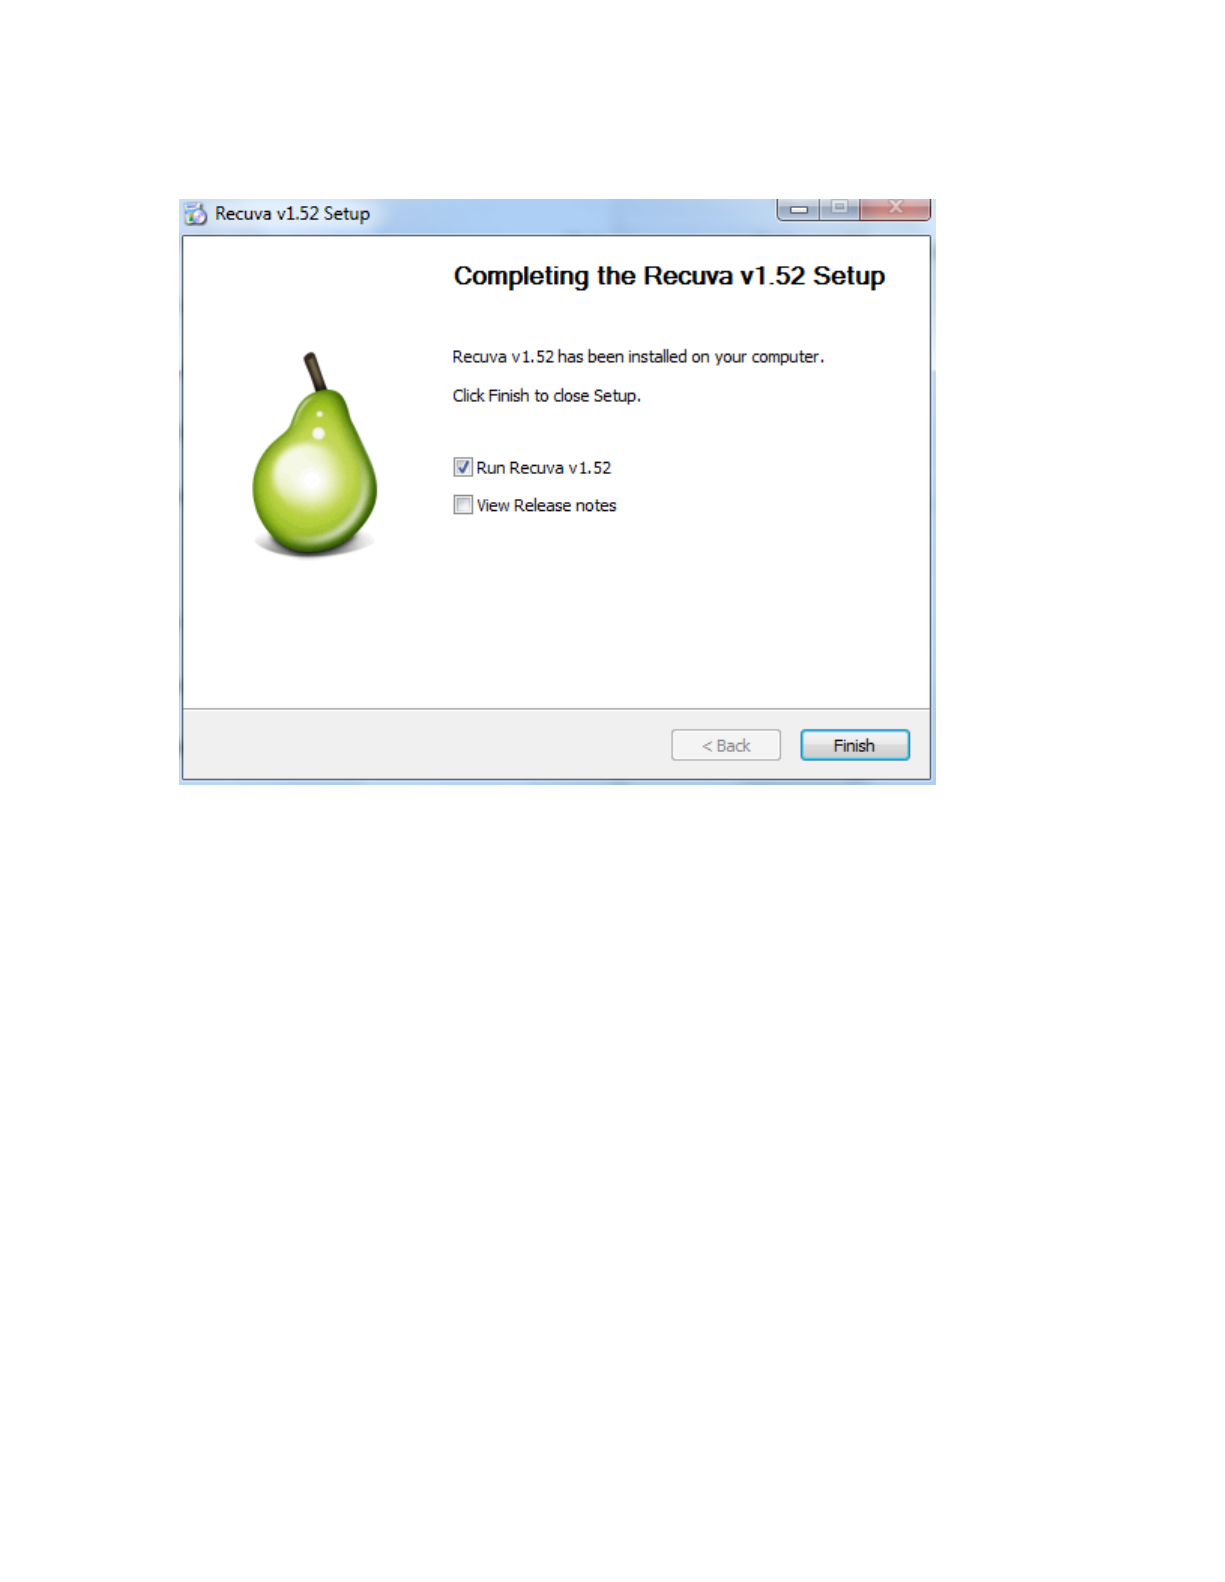 Recuva v1.52 Setup
Completing the Recuva v1.52 Setup
Recuva v1.52 has been installed on your computer.
Click Finish to close Setup.
Run Recuva v1.52
View Release notes
< Back Finish